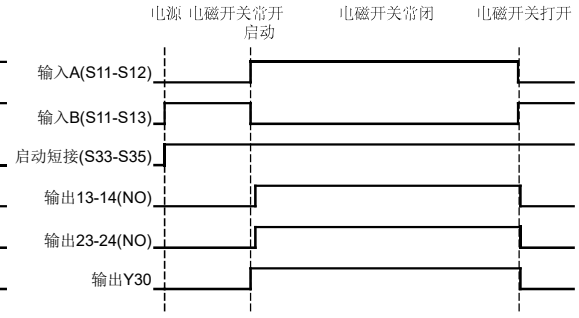 电源 电磁开关常开 电磁开关常闭 电磁开关打开
启动
输入A(S11-S12)
输入B(S11-S13)
启动短接(S33-S35)
输出13-14(NO)
输出23-24(NO)
输出Y30